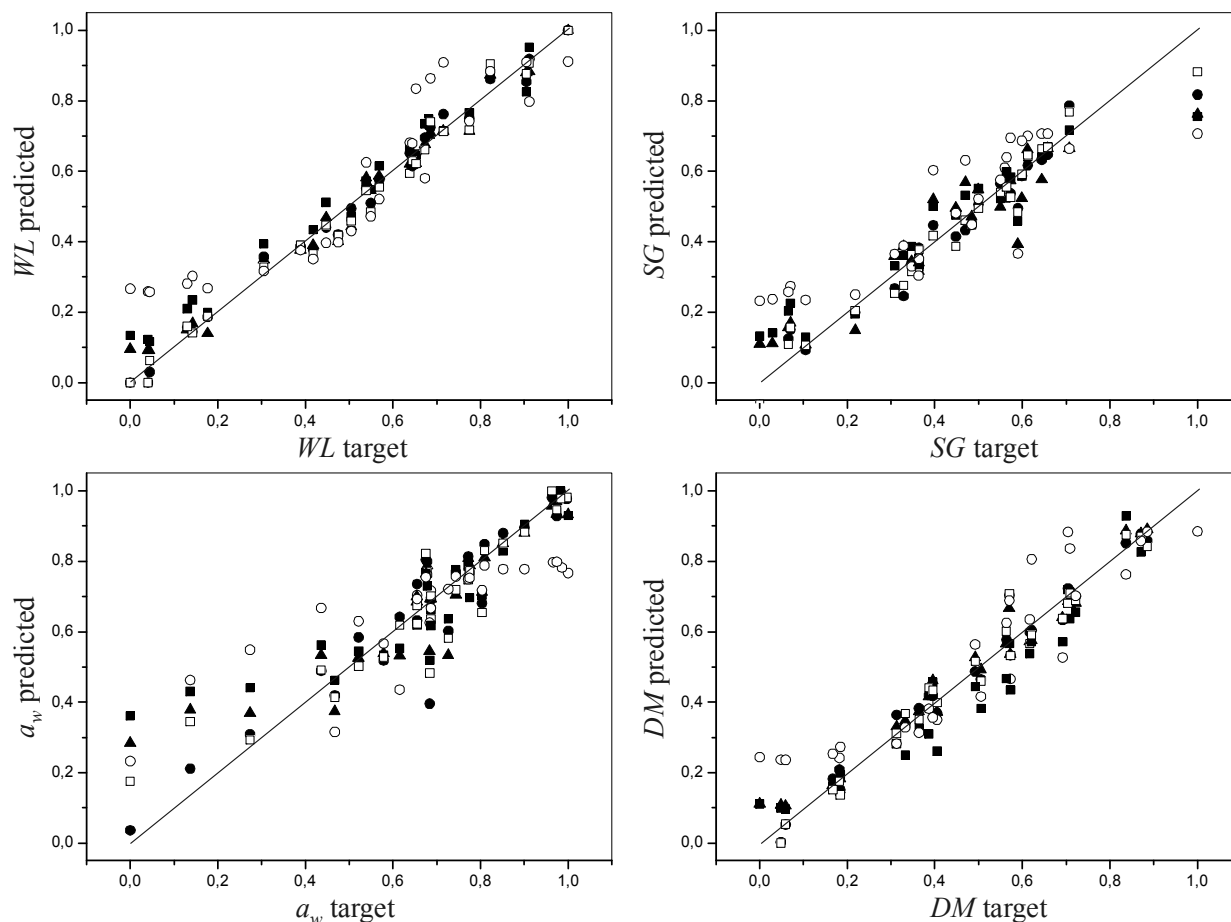 1,0
0,8
0,6
0,4
0,2
0,0
WL predicted
0,0 0,2 0,4 0,6 0,8 1,0
WL target
1,0
0,8
0,6
0,4
0,2
0,0
SG predicted
0,0 0,2 0,4 0,6 0,8 1,0
SG target
1,0
0,8
0,6
0,4
0,2
0,0
a_w predicted
0,0 0,2 0,4 0,6 0,8 1,0
a_w target
1,0
0,8
0,6
0,4
0,2
0,0
DM predicted
0,0 0,2 0,4 0,6 0,8 1,0
DM target